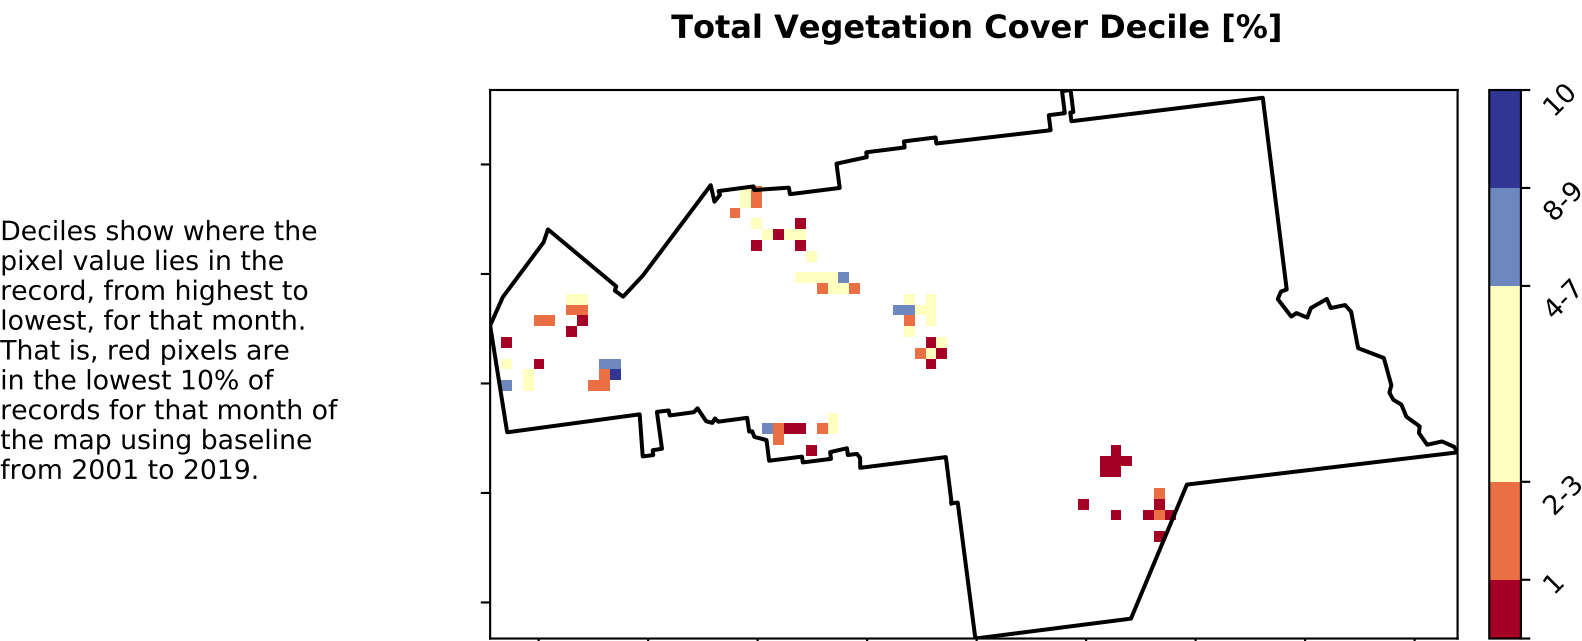 Total Vegetation Cover Decile [%]
Deciles show where the
pixel value lies in the
record, from highest to
lowest, for that month.
That is, red pixels are
in the lowest 10% of
records for that month of
the map using baseline
from 2001 to 2019.
10
8-9
4-7
2-3
1